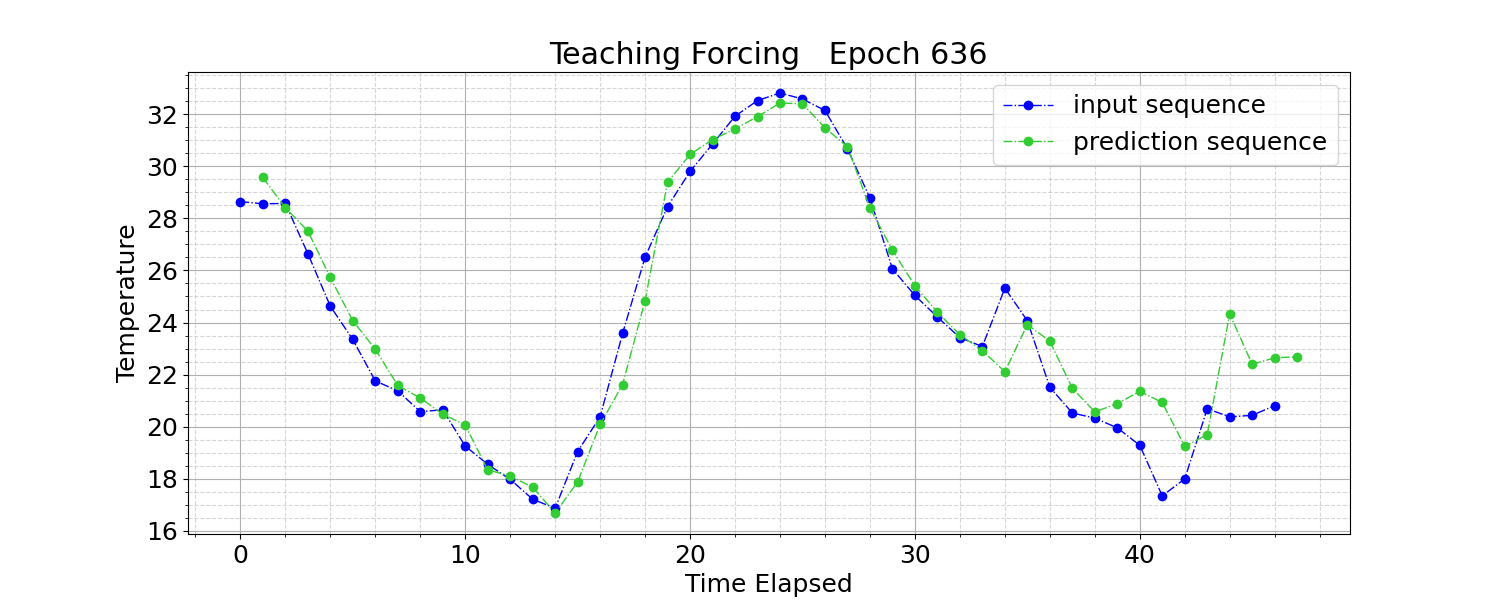 Teaching Forcing   Epoch 636
input sequence
prediction sequence
Temperature
32
30
28
26
24
22
20
18
16
0 10 20 30 40
Time Elapsed